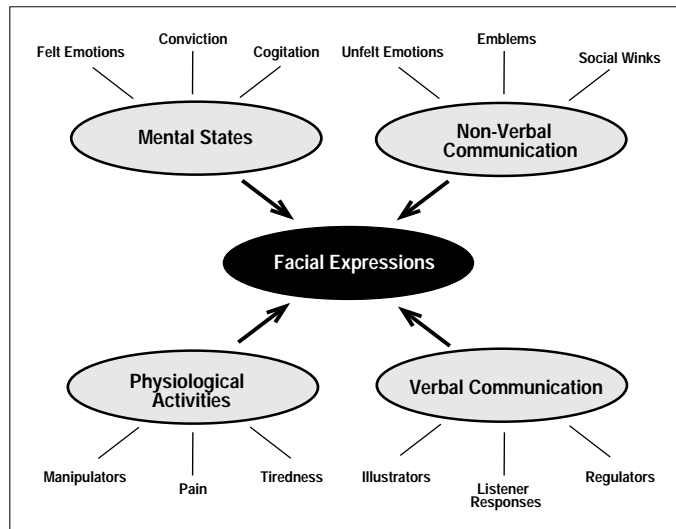 Felt Emotions
Conviction
Cogitation
Unfelt Emotions
Emblems
Social Winks
Mental States
Non-Verbal
Communication
Facial Expressions
Physiological
Activities
Verbal Communication
Manipulators
Pain
Tiredness
Illustrators
Listener
Responses
Regulators